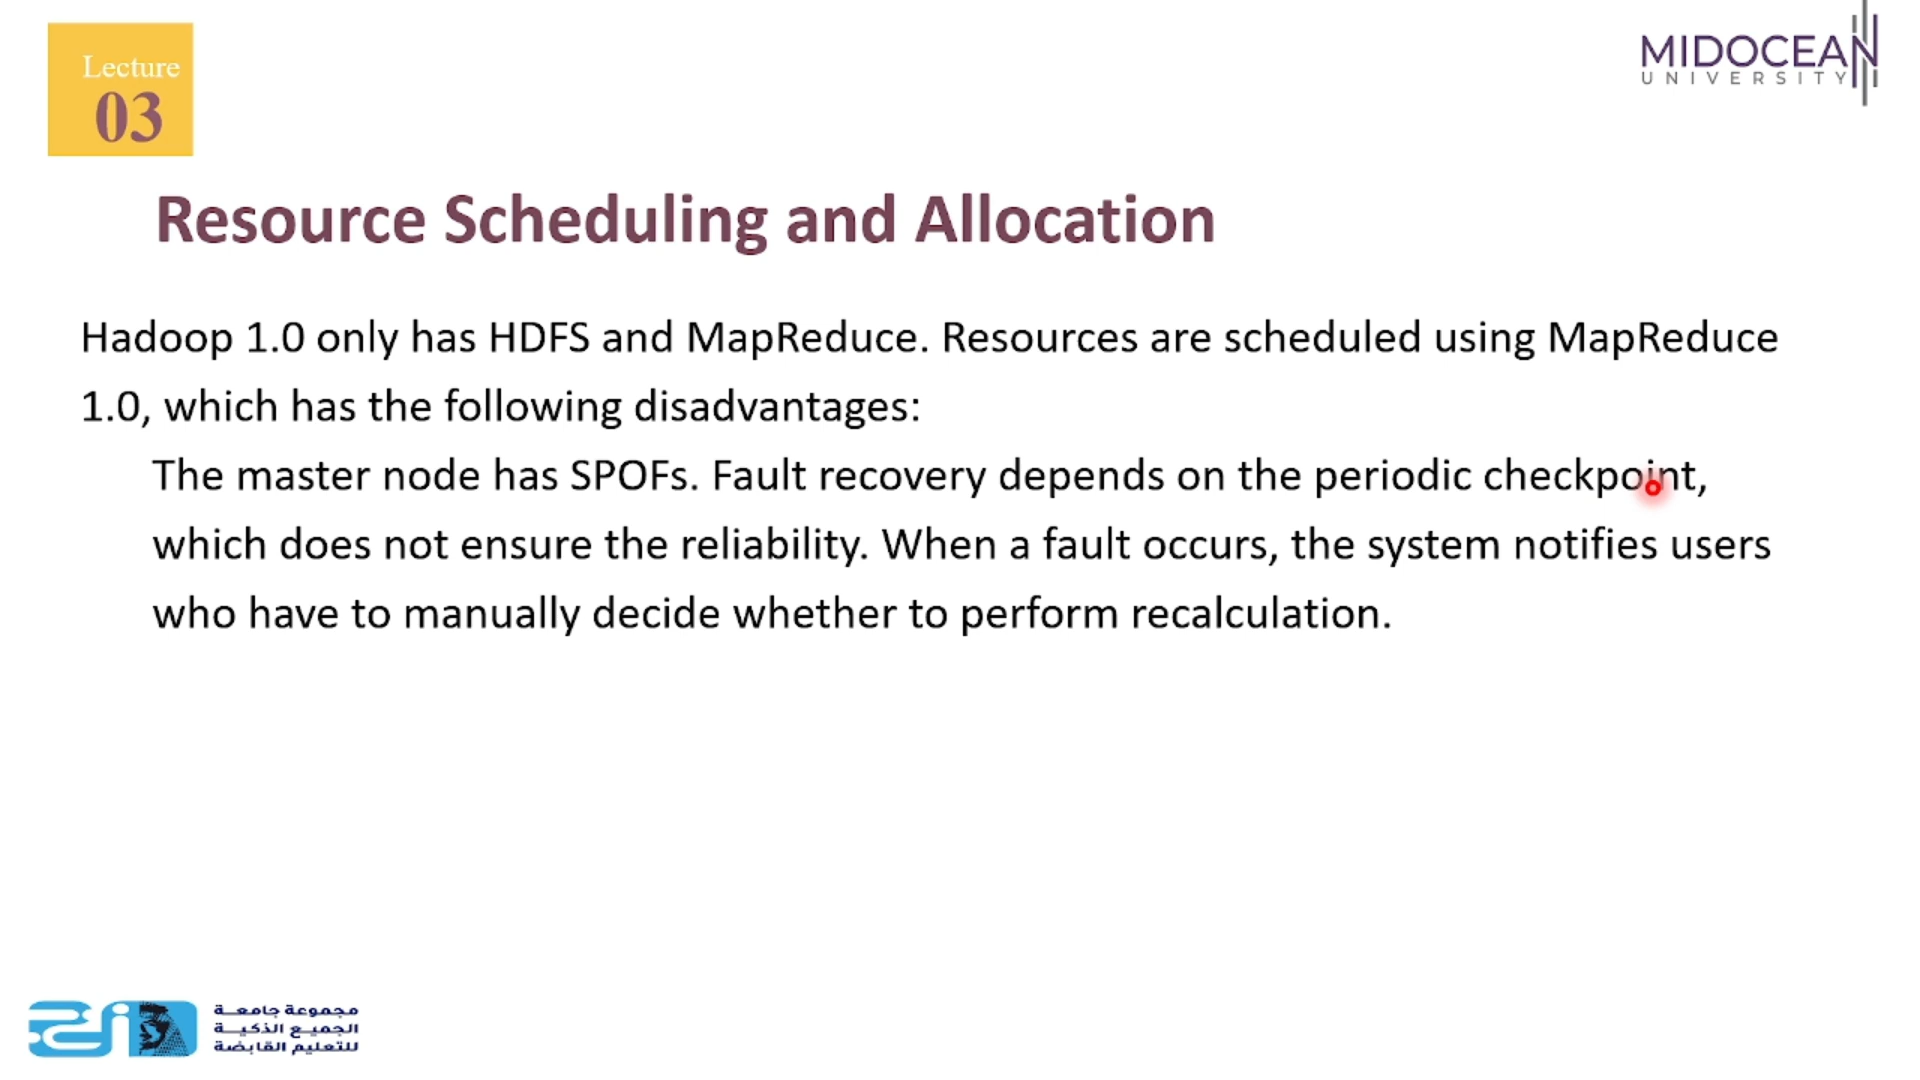 Lecture
03
MIDOCEAN
UNIVERSITY
Resource Scheduling and Allocation
Hadoop 1.0 only has HDFS and MapReduce. Resources are scheduled using MapReduce
1.0, which has the following disadvantages:
The master node has SPOFs. Fault recovery depends on the periodic checkpoint,
which does not ensure the reliability. When a fault occurs, the system notifies users
who have to manually decide whether to perform recalculation.
مجموعة جامعة
الجميع الذكية
للتعليم القابضة